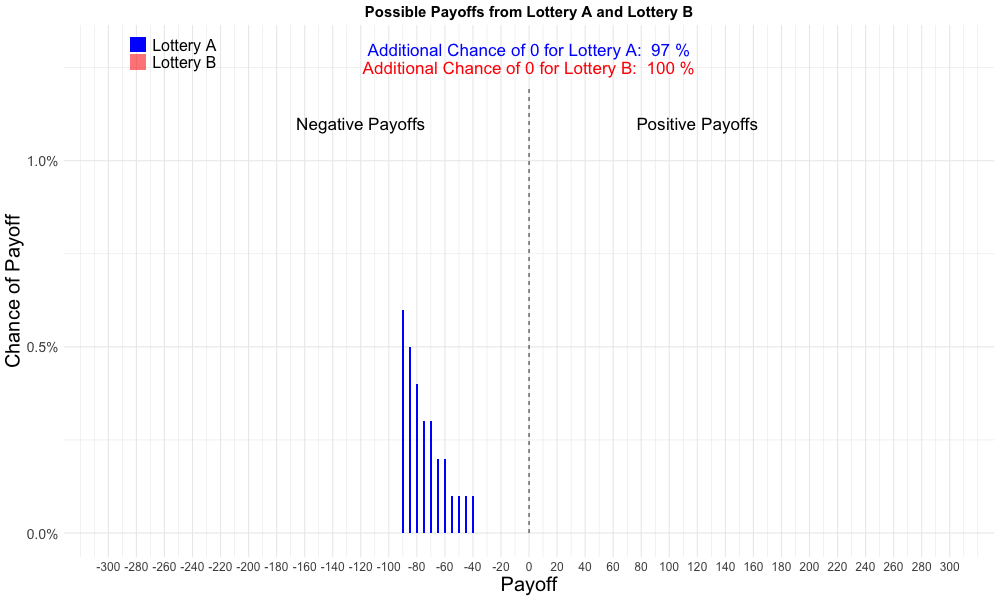 Possible Payoffs from Lottery A and Lottery B
Lottery A
Lottery B
Additional Chance of 0 for Lottery A:  97 %
Additional Chance of 0 for Lottery B:  100 %
Negative Payoffs
Positive Payoffs
Chance of Payoff
1.0%
0.5%
0.0%
-300 -280 -260 -240 -220 -200 -180 -160 -140 -120 -100 -80 -60 -40 -20 0 20 40 60 80 100 120 140 160 180 200 220 240 260 280 300
Payoff